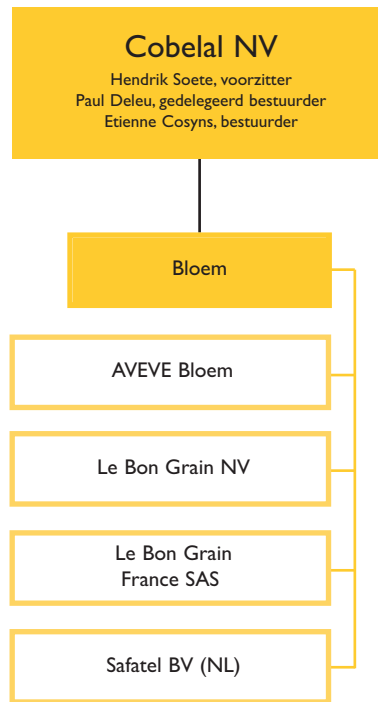 Cobelal NV
Hendrik Soete, voorzitter
Paul Deleu, gedelegeerd bestuurder
Etienne Cosyns, bestuurder
Bloem
AVEVE Bloem
Le Bon Grain NV
Le Bon Grain
France SAS
Safatel BV (NL)